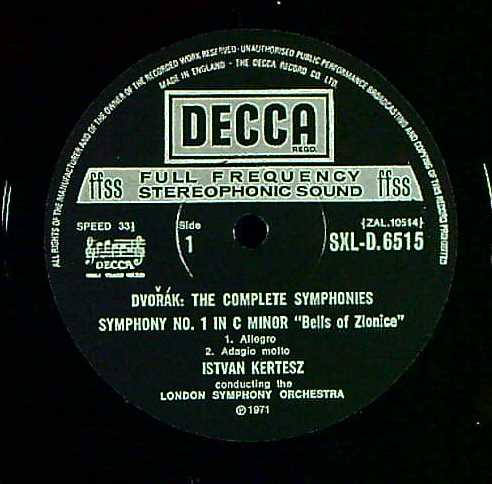 ALL RIGHTS OF THE MANUFACTURER AND OF THE OWNER OF THE RECORDED WORK RESERVED · UNAUTHORISED PUBLIC PERFORMANCE BROADCASTING AND COPYING OF THIS RECORD PROHIBITED
MADE IN ENGLAND · THE DECCA RECORD CO. LTD.
DECCA
REGD.
ffss FULL FREQUENCY STEREOPHONIC SOUND ffss
SPEED 33⅓
DECCA
Side
1
(ZAL.10514)
SXL-D.6515
DVOŘÁK: THE COMPLETE SYMPHONIES
SYMPHONY NO. 1 IN C MINOR "Bells of Zlonice"
1. Allegro
2. Adagio molto
ISTVAN KERTESZ
conducting the
LONDON SYMPHONY ORCHESTRA
℗ 1971